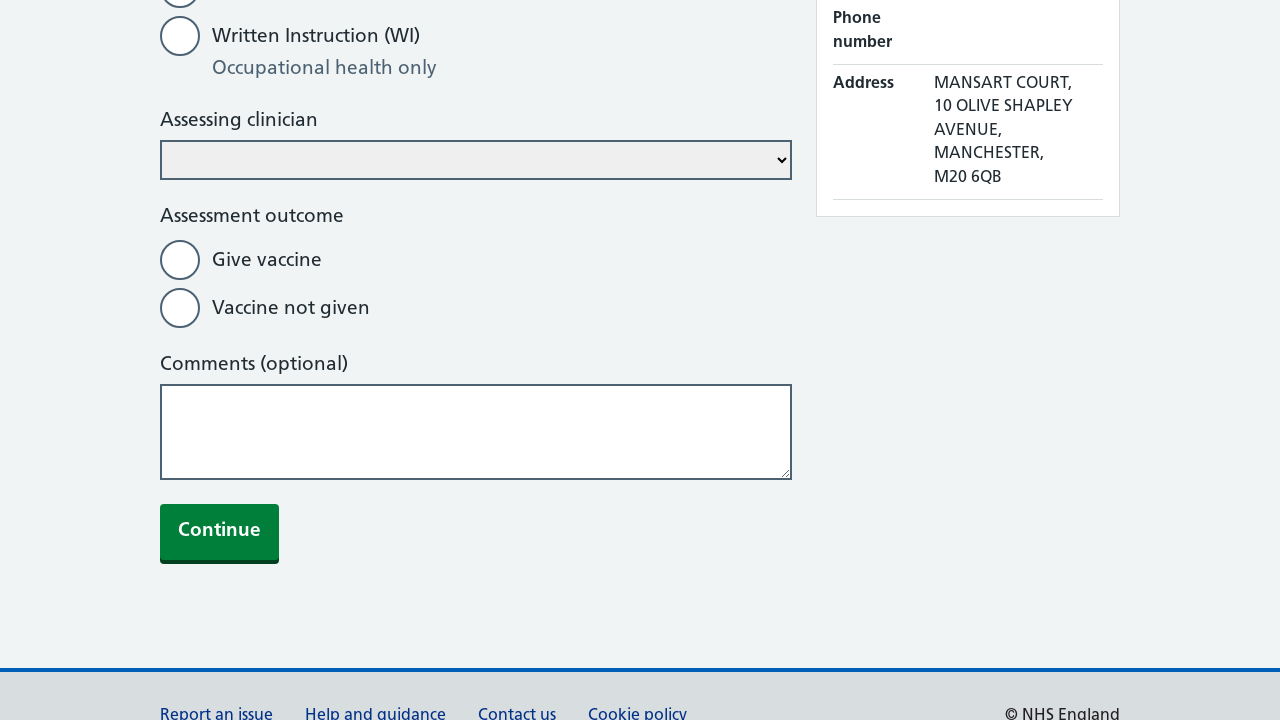 Written Instruction (WI)
Occupational health only
Assessing clinician
Assessment outcome
Give vaccine
Vaccine not given
Comments (optional)
Continue
Phone
number
Address
MANSART COURT,
10 OLIVE SHAPLEY
AVENUE,
MANCHESTER,
M20 6QB
Report an issue
Help and guidance
Contact us
Cookie policy
© NHS England